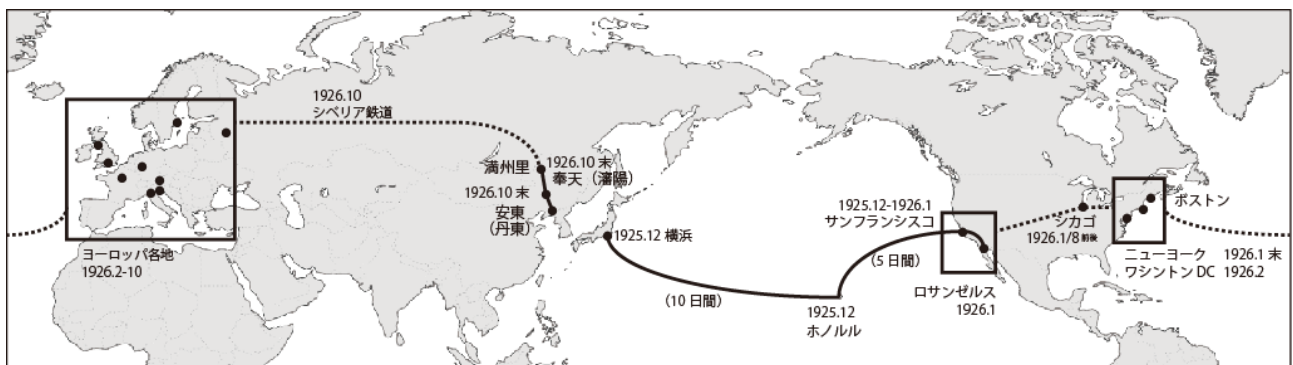 1926.10
シベリア鉄道
満州里
1926.10 末
奉天（瀋陽）
1926.10 末
安東
（丹東）
1925.12 横浜
ヨーロッパ各地
1926.2-10
(10 日間)
1925.12
ホノルル
(5 日間)
1925.12-1926.1
サンフランシスコ
ロサンゼルス
1926.1
シカゴ
1926.1/8 前後
ボストン
ニューヨーク 1926.1 末
ワシントン DC 1926.2